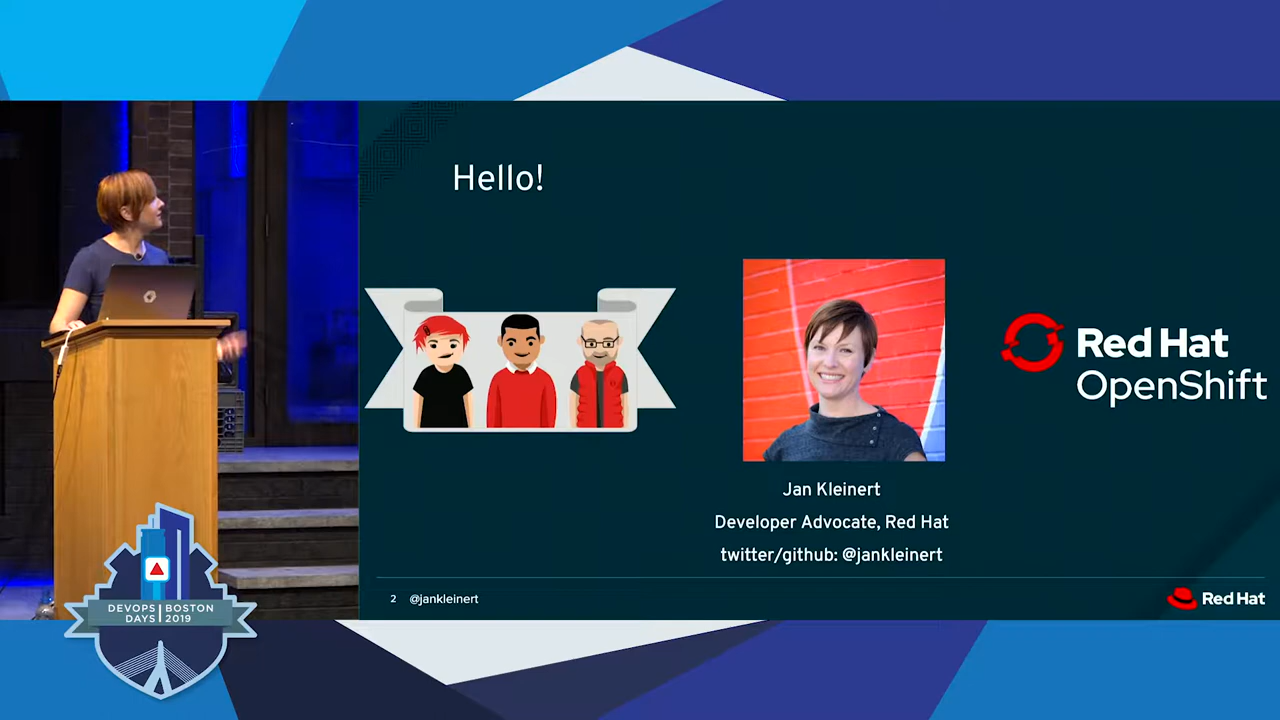 Hello!
Red Hat
OpenShift
Jan Kleinert
Developer Advocate, Red Hat
twitter/github: @jankleinert
2 @jankleinert
Red Hat
DEVOPS BOSTON
DAYS 2019